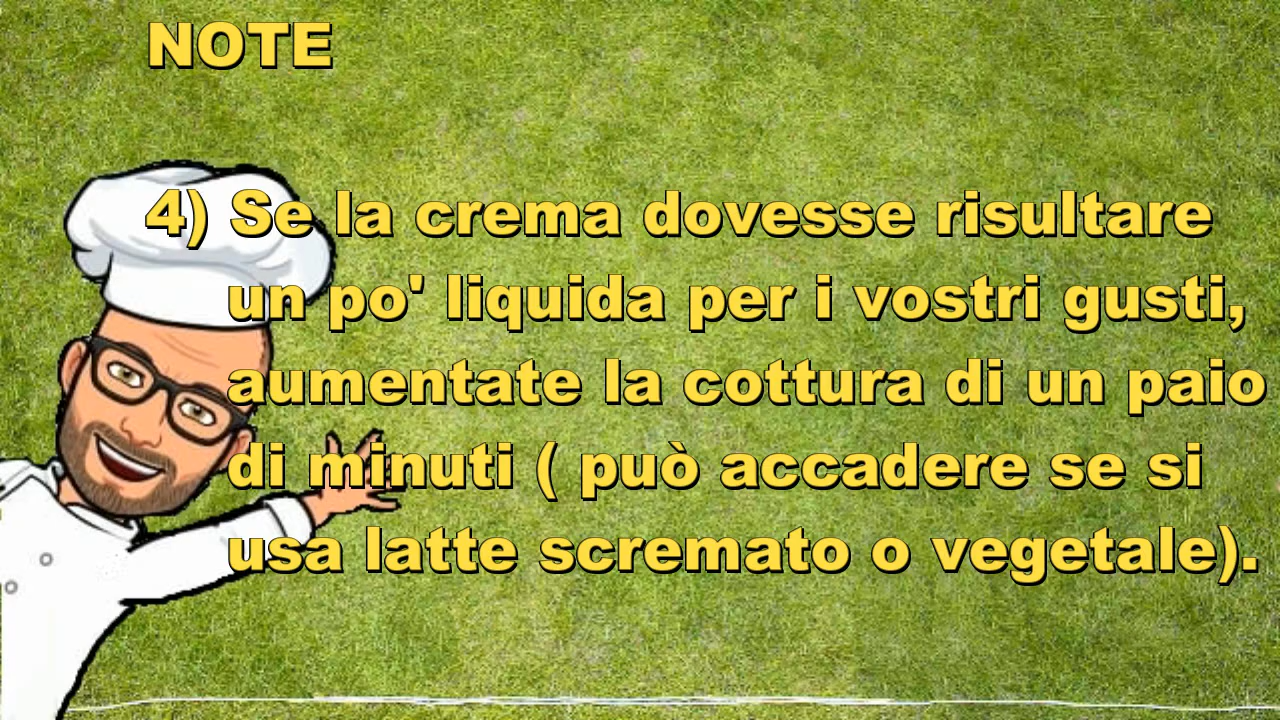 NOTE
4) Se la crema dovesse risultare
un po' liquida per i vostri gusti,
aumentate la cottura di un paio
di minuti ( può accadere se si
usa latte scremato o vegetale).